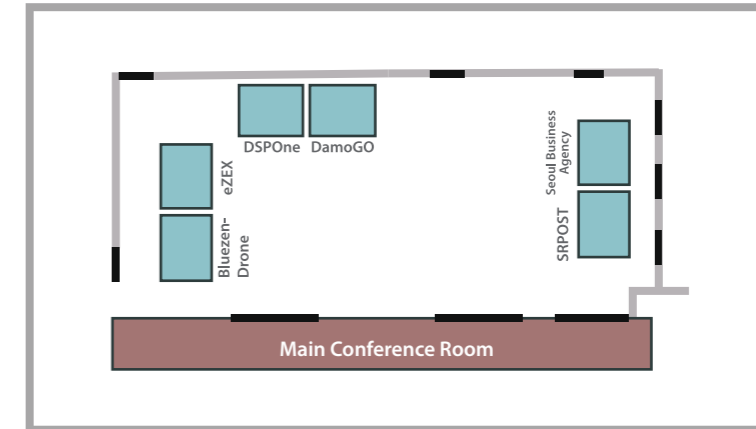 DSPOne
DamoGO
eZEX
Bluezen-
Drone
Seoul Business
Agency
SRPOST
Main Conference Room